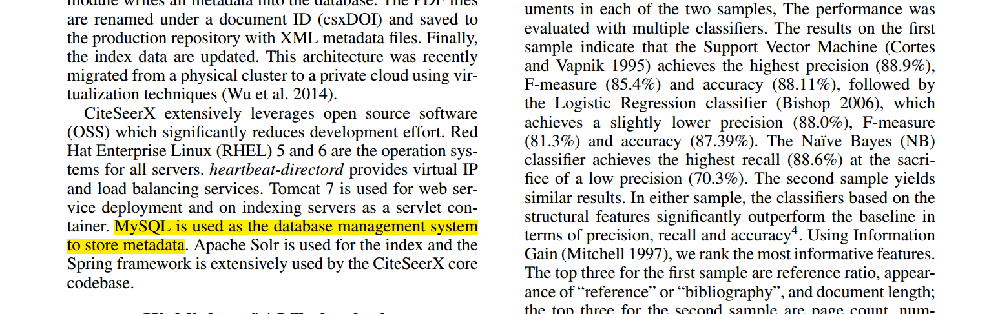 module writes all metadata into the database. The PDF files
are renamed under a document ID (csxDOI) and saved to
the production repository with XML metadata files. Finally,
the index data are updated. This architecture was recently
migrated from a physical cluster to a private cloud using vir-
tualization techniques (Wu et al. 2014).
CiteSeerX extensively leverages open source software
(OSS) which significantly reduces development effort. Red
Hat Enterprise Linux (RHEL) 5 and 6 are the operation sys-
tems for all servers. heartbeat-directord provides virtual IP
and load balancing services. Tomcat 7 is used for web ser-
vice deployment and on indexing servers as a servlet con-
tainer. MySQL is used as the database management system
to store metadata. Apache Solr is used for the index and the
Spring framework is extensively used by the CiteSeerX core
codebase.
uments in each of the two samples, The performance was
evaluated with multiple classifiers. The results on the first
sample indicate that the Support Vector Machine (Cortes
and Vapnik 1995) achieves the highest precision (88.9%),
F-measure (85.4%) and accuracy (88.11%), followed by
the Logistic Regression classifier (Bishop 2006), which
achieves a slightly lower precision (88.0%), F-measure
(81.3%) and accuracy (87.39%). The Naïve Bayes (NB)
classifier achieves the highest recall (88.6%) at the sacri-
fice of a low precision (70.3%). The second sample yields
similar results. In either sample, the classifiers based on the
structural features significantly outperform the baseline in
terms of precision, recall and accuracy4. Using Information
Gain (Mitchell 1997), we rank the most informative features.
The top three for the first sample are reference ratio, appear-
ance of “reference” or “bibliography”, and document length;
the top three for the second sample are page count, num-